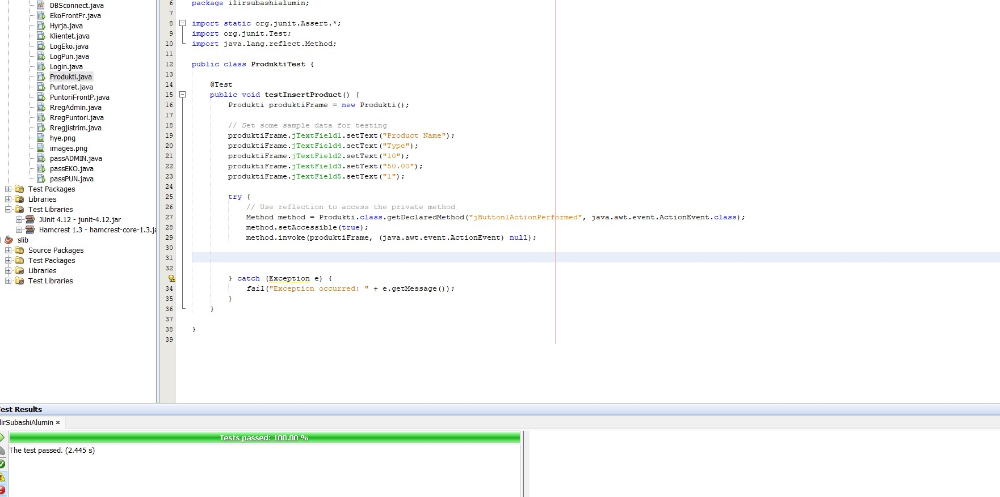 DBSconnect.java
EkoFrontPr.java
Hyrja.java
Klientet.java
LogEko.java
LogPun.java
Login.java
Produkti.java
Puntoret.java
PuntoriFrontP.java
RregAdmin.java
RregPuntori.java
Rregjistrim.java
hye.png
images.png
passADMIN.java
passEKO.java
passPUN.java
Test Packages
Libraries
Test Libraries
JUnit 4.12 - junit-4.12.jar
Hamcrest 1.3 - hamcrest-core-1.3.ja
slib
Source Packages
Test Packages
Libraries
Test Libraries
6 package ilirsubashialumin;
7
8 import static org.junit.Assert.*;
9 import org.junit.Test;
10 import java.lang.reflect.Method;
11
12 public class ProduktiTest {
13
14 @Test
15 public void testInsertProduct() {
16 Produkti produktiFrame = new Produkti();
17
18 // Set some sample data for testing
19 produktiFrame.jTextField1.setText("Product Name");
20 produktiFrame.jTextField4.setText("Type");
21 produktiFrame.jTextField2.setText("10");
22 produktiFrame.jTextField3.setText("50.00");
23 produktiFrame.jTextField5.setText("1");
24
25 try {
26 // Use reflection to access the private method
27 Method method = Produkti.class.getDeclaredMethod("jButton1ActionPerformed", java.awt.event.ActionEvent.class);
28 method.setAccessible(true);
29 method.invoke(produktiFrame, (java.awt.event.ActionEvent) null);
30
31
32
} catch (Exception e) {
34 fail("Exception occurred: " + e.getMessage());
35 }
36 }
37
38 }
39
est Results
lirSubashiAlumin ×
Tests passed: 100.00 %
The test passed. (2.445 s)